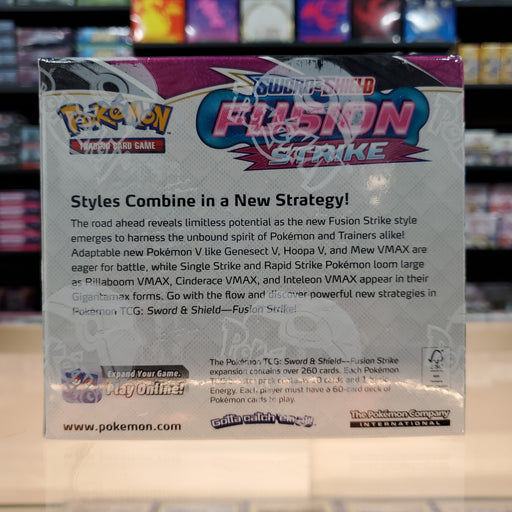 Pokémon
TRADING CARD GAME
SWORD & SHIELD
FUSION
STRIKE
Styles Combine in a New Strategy!
The road ahead reveals limitless potential as the new Fusion Strike style
emerges to harness the unbound spirit of Pokémon and Trainers alike!
Adaptable new Pokémon V like Genesect V, Hoopa V, and Mew VMAX are
eager for battle, while Single Strike and Rapid Strike Pokémon loom large
as Rillaboom VMAX, Cinderace VMAX, and Inteleon VMAX appear in their
Gigantamax forms. Go with the flow and discover powerful new strategies in
Pokémon TCG: Sword & Shield—Fusion Strike!
Expand Your Game.
Play Online!
www.pokemon.com
The Pokémon TCG: Sword & Shield—Fusion Strike
expansion contains over 260 cards. Each Pokémon
Energy. Each player must have a 60-card deck of
Pokémon cards to play.
Gotta catch 'em all!
The Pokémon Company
INTERNATIONAL